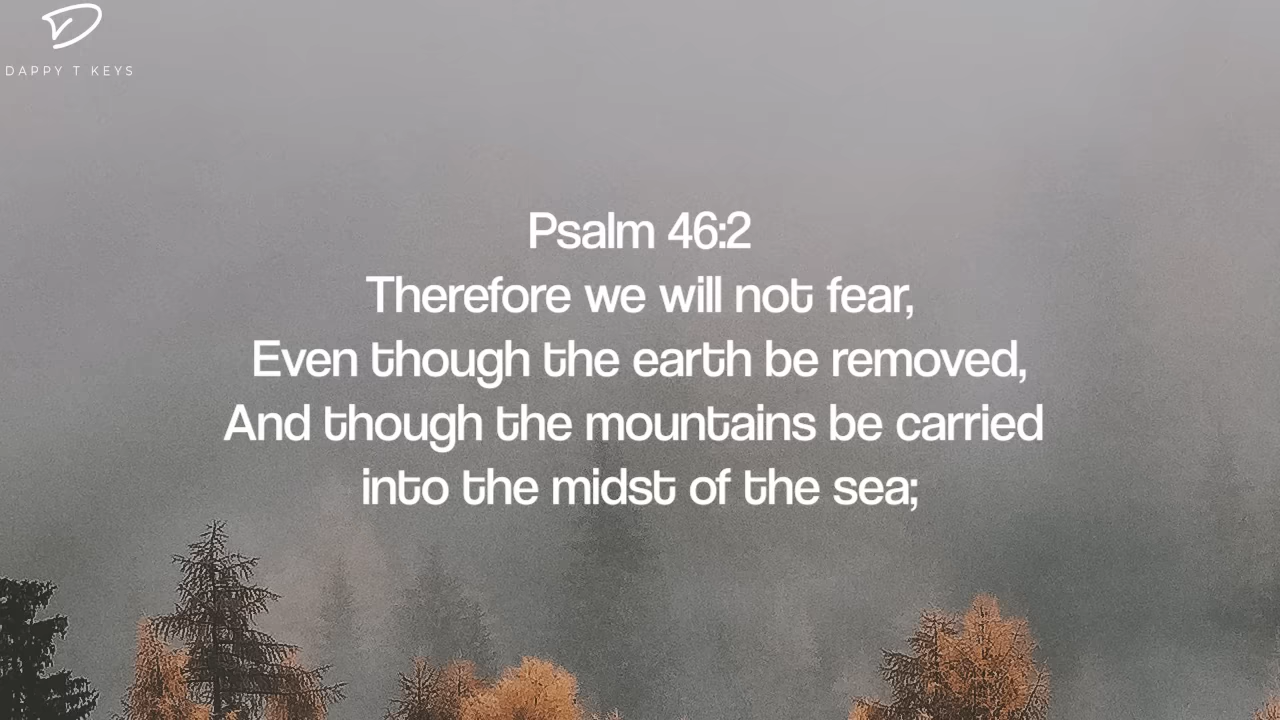 DAPPY T KEYS
Psalm 46:2
Therefore we will not fear,
Even though the earth be removed,
And though the mountains be carried
into the midst of the sea;